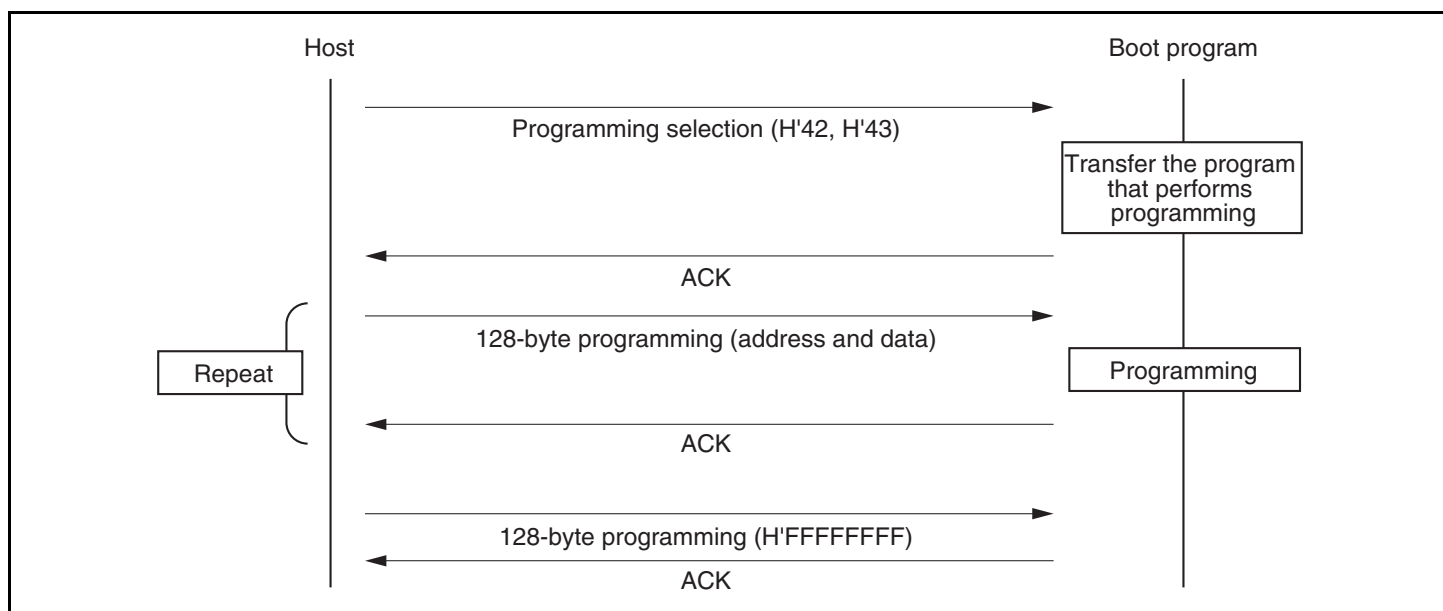 Host
Boot program
Programming selection (H'42, H'43)
Transfer the program
that performs
programming
ACK
128-byte programming (address and data)
Repeat
Programming
ACK
128-byte programming (H'FFFFFFFF)
ACK